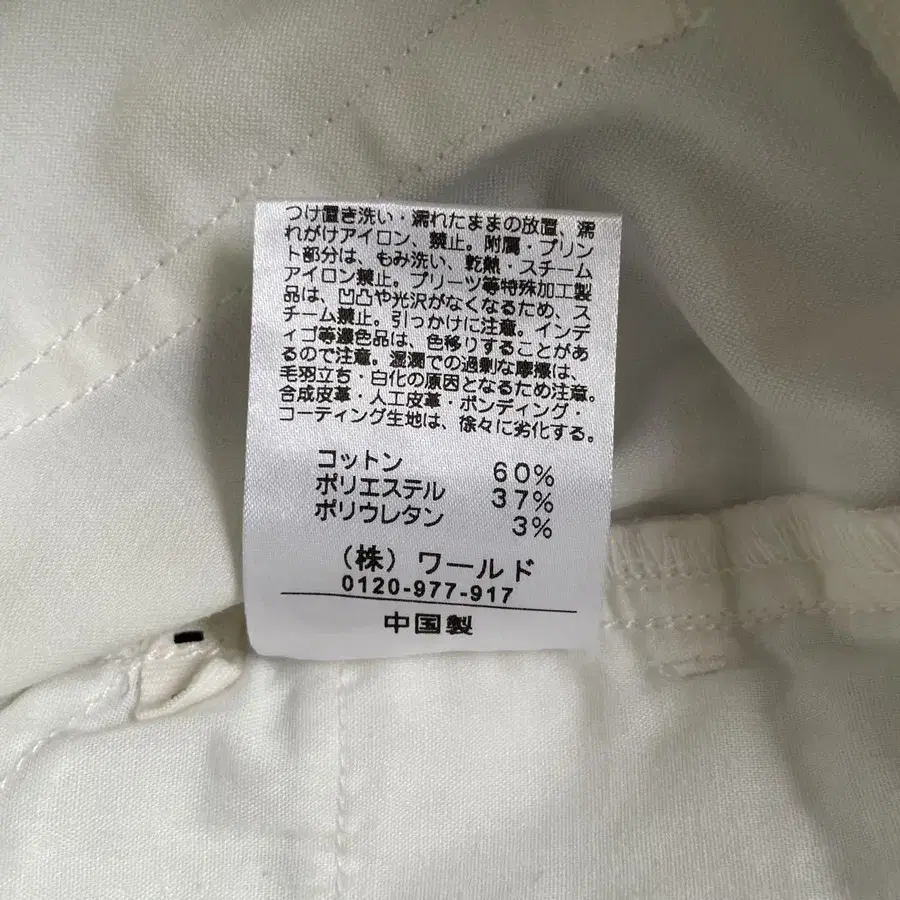 つけ置き洗い・濡れたままの放置、濡
れがけアイロン、禁止。附属・プリン
ト部分は、もみ洗い、乾熱・スチーム
アイロン禁止。プリーツ等特殊加工製
品は、凹凸や光沢がなくなるため、ス
チーム禁止。引っかけに注意。インデ
ィゴ等濃色品は、色移りすることがあ
るので注意。湿潤での過剰な摩擦は、
毛羽立ち・白化の原因となるため注意。
合成皮革・人工皮革・ボンディング・
コーティング生地は、徐々に劣化する。
コットン 60%
ポリエステル 37%
ポリウレタン 3%
(株)ワールド
0120-977-917
中国製